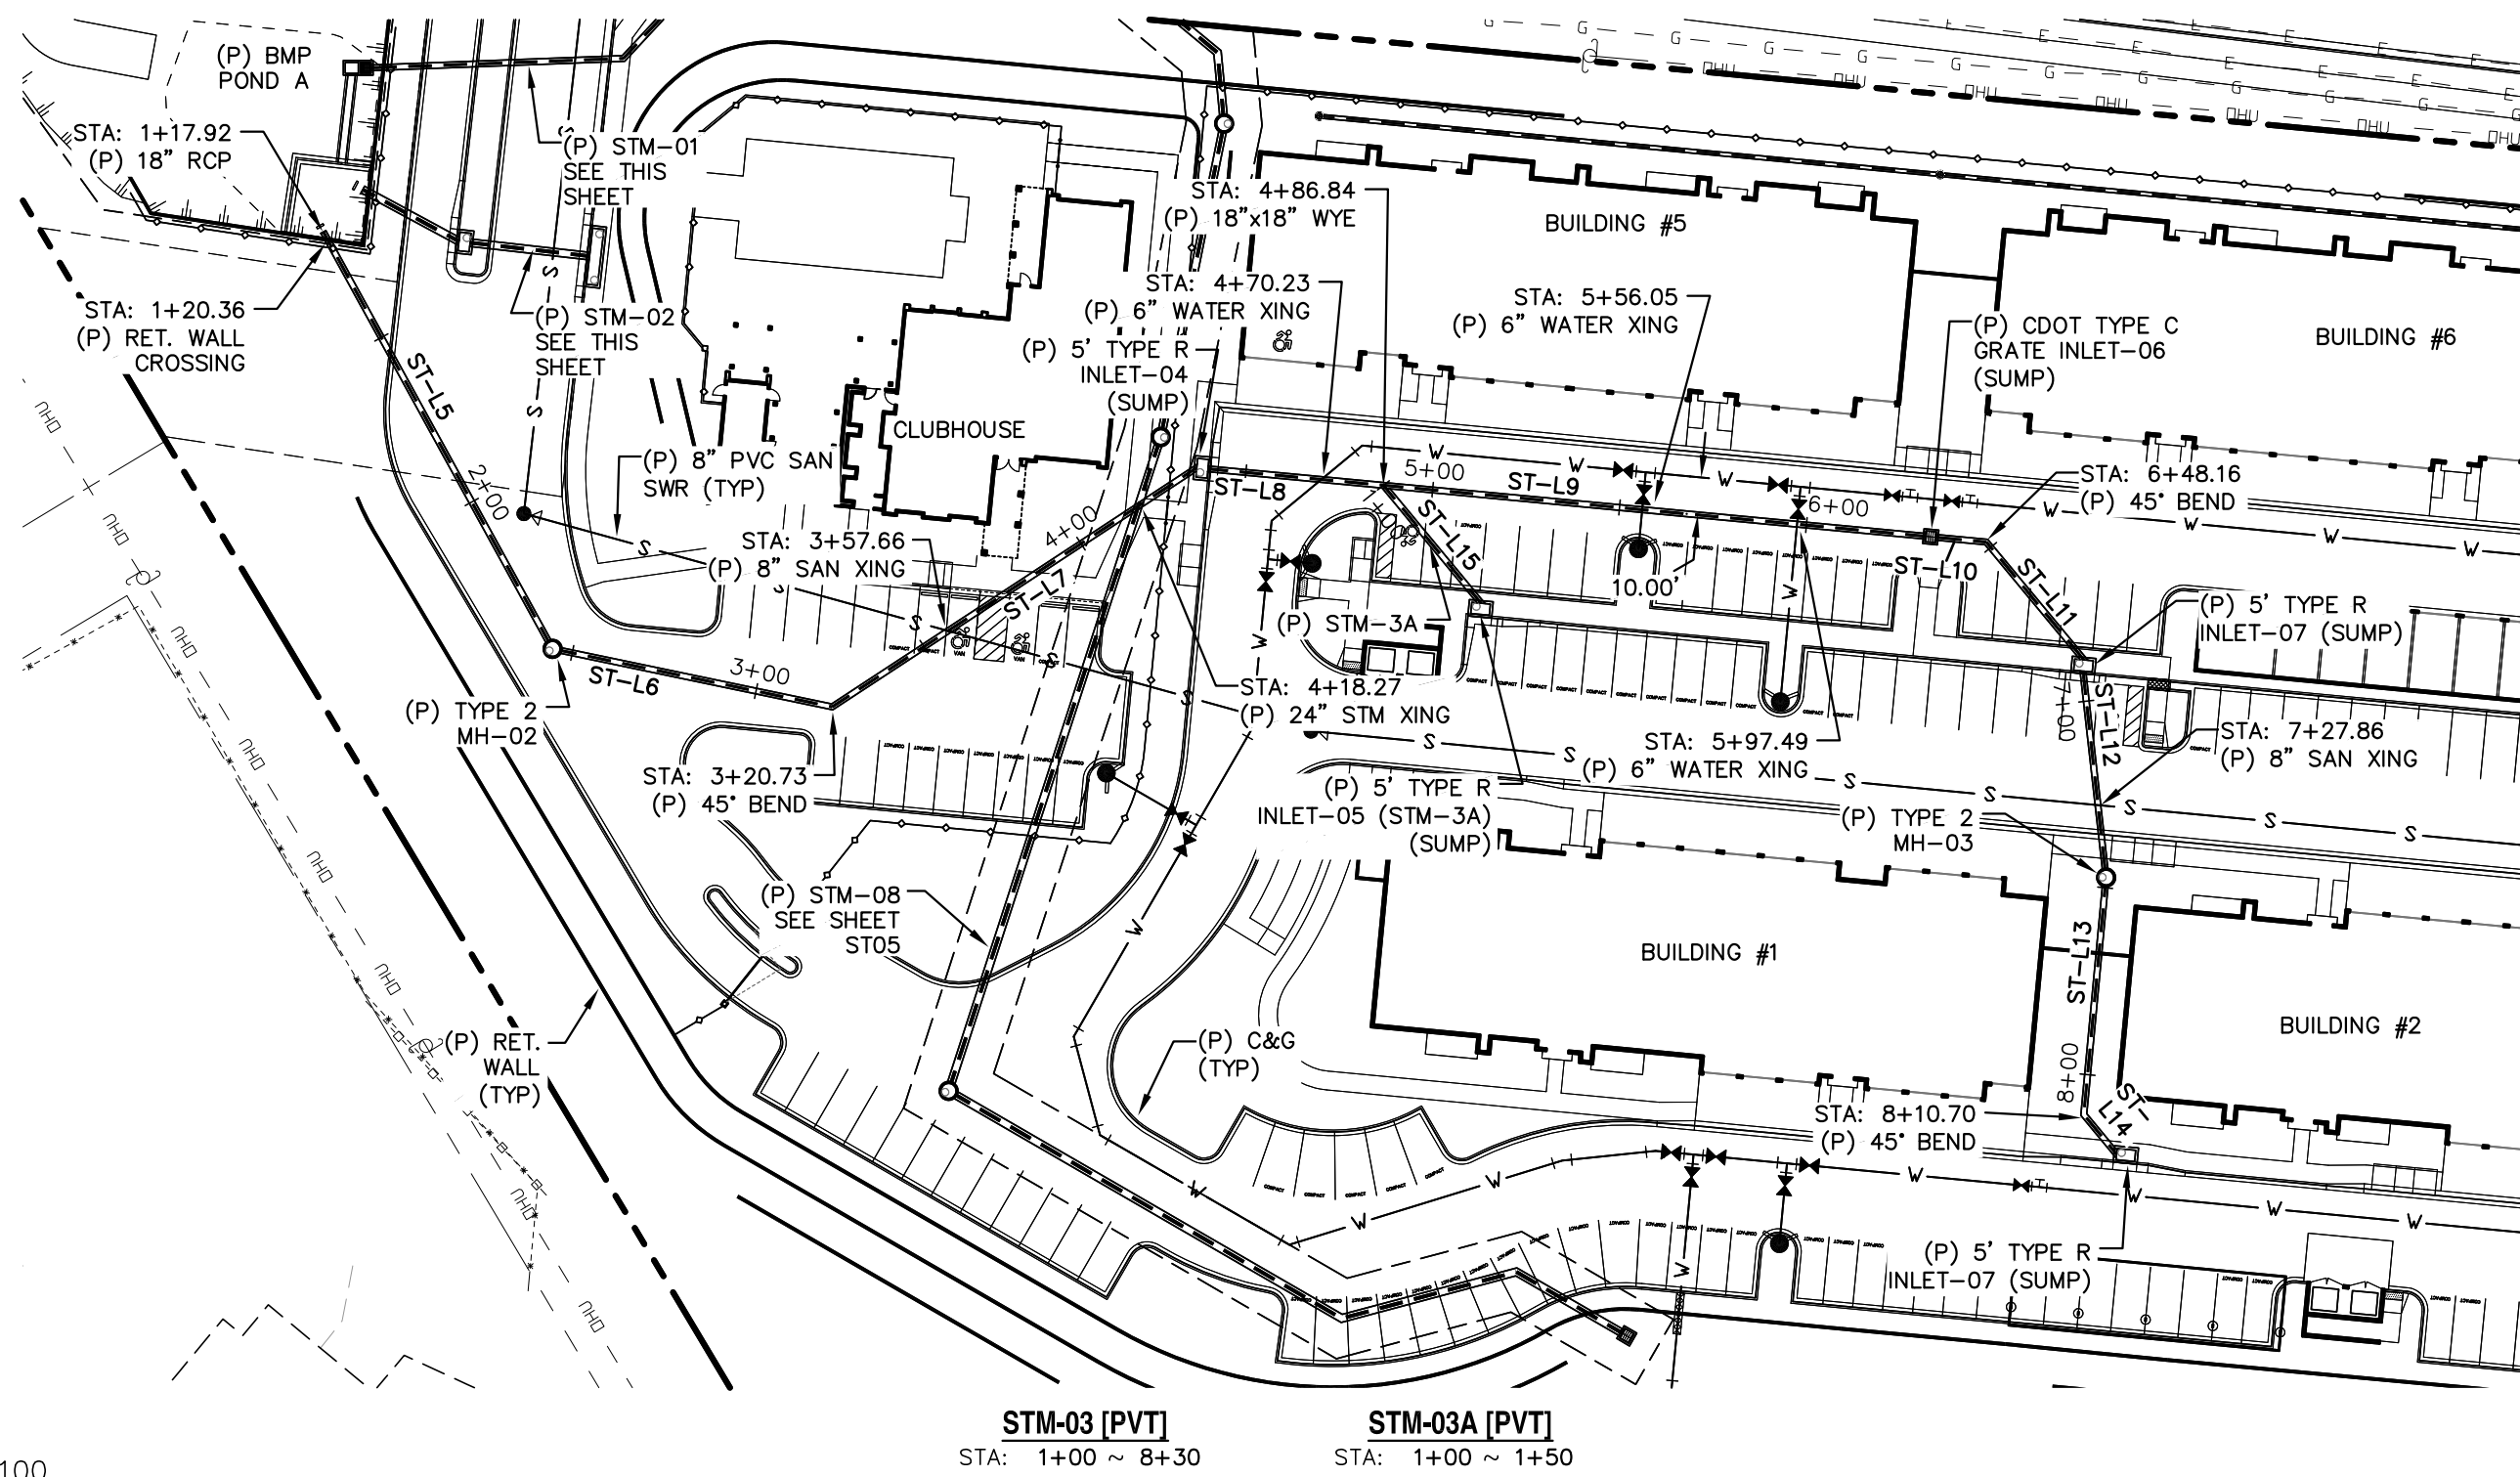 (P) BMP
POND A
STA: 1+17.92
(P) 18" RCP
(P) STM-01
SEE THIS
SHEET
STA: 1+20.36
(P) RET. WALL
CROSSING
(P) STM-02
SEE THIS
SHEET
ST-L5
2+00
(P) 8" PVC SAN
SWR (TYP)
CLUBHOUSE
STA: 4+86.84
(P) 18"x18" WYE
STA: 4+70.23
(P) 6" WATER XING
(P) 5' TYPE R
INLET-04
(SUMP)
BUILDING #5
STA: 5+56.05
(P) 6" WATER XING
(P) CDOT TYPE C
GRATE INLET-06
(SUMP)
BUILDING #6
STA: 6+48.16
(P) 45° BEND
ST-L8
5+00
ST-L9
6+00
ST-L10
ST-L11
ST-L15
10.00'
4+00
ST-L7
STA: 3+57.66
(P) 8" SAN XING
(P) STM-3A
(P) 5' TYPE R
INLET-07 (SUMP)
ST-L6
3+00
(P) TYPE 2
MH-02
STA: 3+20.73
(P) 45° BEND
STA: 4+18.27
(P) 24" STM XING
VAN
VAN
STA: 5+97.49
(P) 6" WATER XING
7+00
ST-L12
STA: 7+27.86
(P) 8" SAN XING
(P) 5' TYPE R
INLET-05 (STM-3A)
(SUMP)
(P) TYPE 2
MH-03
(P) STM-08
SEE SHEET
ST05
BUILDING #1
ST-L13
BUILDING #2
(P) RET.
WALL
(TYP)
(P) C&G
(TYP)
8+00
STA: 8+10.70
(P) 45° BEND
ST-
L14
(P) 5' TYPE R
INLET-07 (SUMP)
STM-03 [PVT]
STA: 1+00 ~ 8+30
STM-03A [PVT]
STA: 1+00 ~ 1+50
100